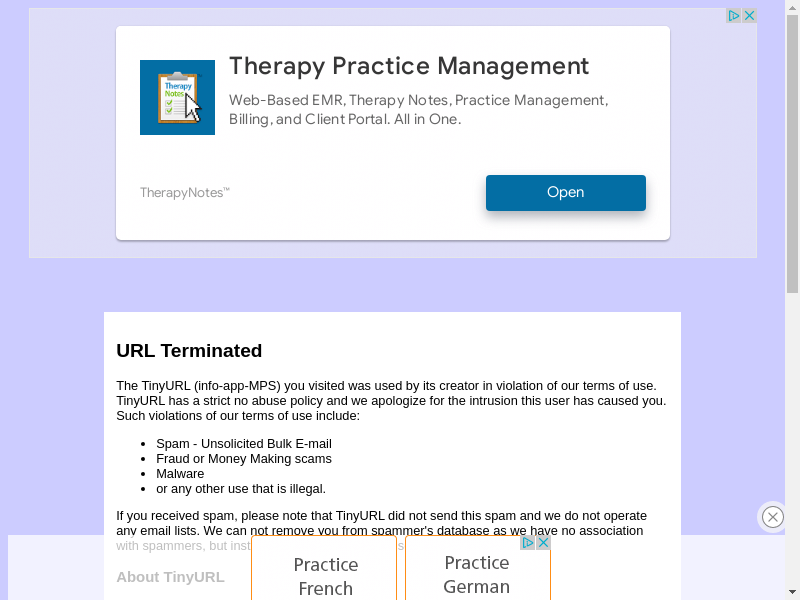 Therapy Practice Management
Web-Based EMR, Therapy Notes, Practice Management,
Billing, and Client Portal. All in One.
Therapy
Notes
TherapyNotes™
Open
URL Terminated
The TinyURL (info-app-MPS) you visited was used by its creator in violation of our terms of use.
TinyURL has a strict no abuse policy and we apologize for the intrusion this user has caused you.
Such violations of our terms of use include:
• Spam - Unsolicited Bulk E-mail
• Fraud or Money Making scams
• Malware
• or any other use that is illegal.
If you received spam, please note that TinyURL did not send this spam and we do not operate
any email lists. We can not remove you from spammer's database as we have no association
with spammers, but
About TinyURL
Practice
French
Practice
German